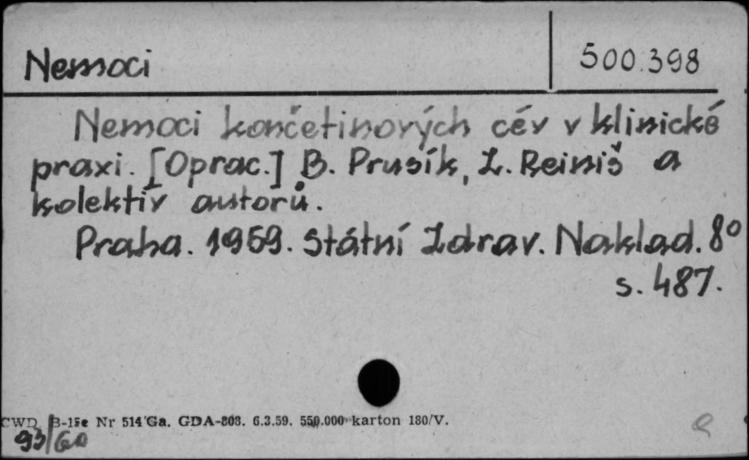 Nemoci
500.398
Nemoci končetinových cév v klinické
praxi. [Oprac.] B. Prusík, Z. Reiniš a
kolektiv autorů.
Praha. 1959. Státní Zdrav. Naklad. 8°
s. 487.
CWD B-15e Nr 514 Ga. GDA-808. 6.3.59. 550.000 karton 180/V.
93/60